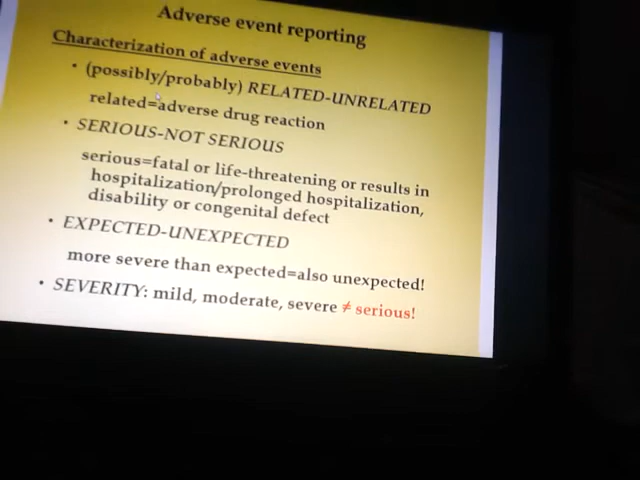 Adverse event reporting
Characterization of adverse events
• (possibly/probably) RELATED-UNRELATED
related=adverse drug reaction
• SERIOUS-NOT SERIOUS
serious=fatal or life-threatening or results in
hospitalization/prolonged hospitalization,
disability or congenital defect
• EXPECTED-UNEXPECTED
more severe than expected=also unexpected!
• SEVERITY: mild, moderate, severe ≠ serious!